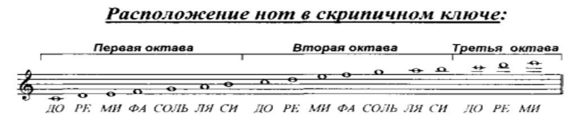 Расположение нот в скрипичном ключе:
Первая октава Вторая октава Третья октава
ДО РЕ МИ ФА СОЛЬ ЛЯ СИ ДО РЕ МИ ФА СОЛЬ ЛЯ СИ ДО РЕ МИ